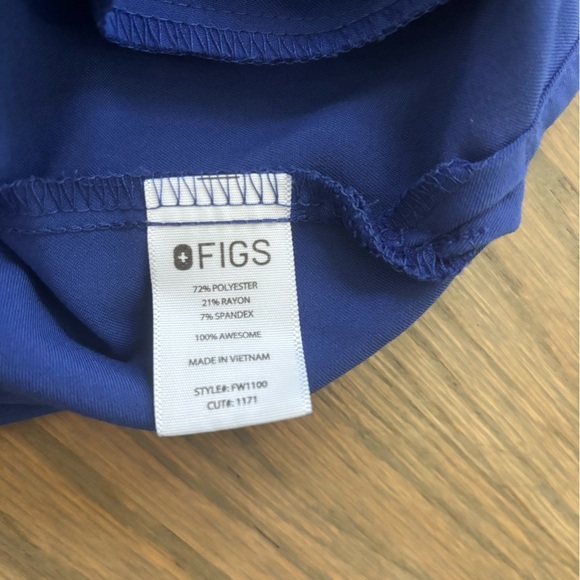 FIGS
72% POLYESTER
21% RAYON
7% SPANDEX
100% AWESOME
MADE IN VIETNAM
STYLE#: FW1100
CUT#: 1171